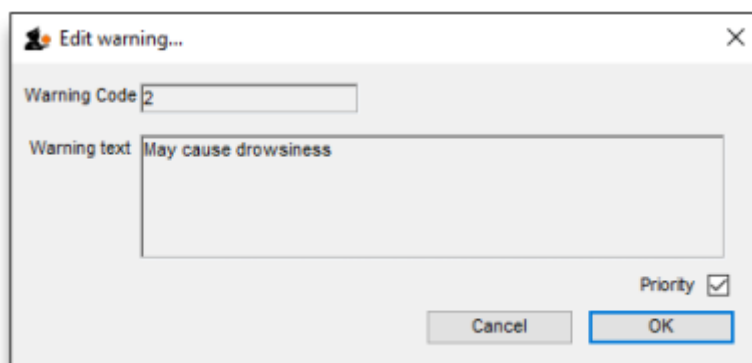 Edit warning...
Warning Code 2
Warning text May cause drowsiness
Priority
Cancel OK